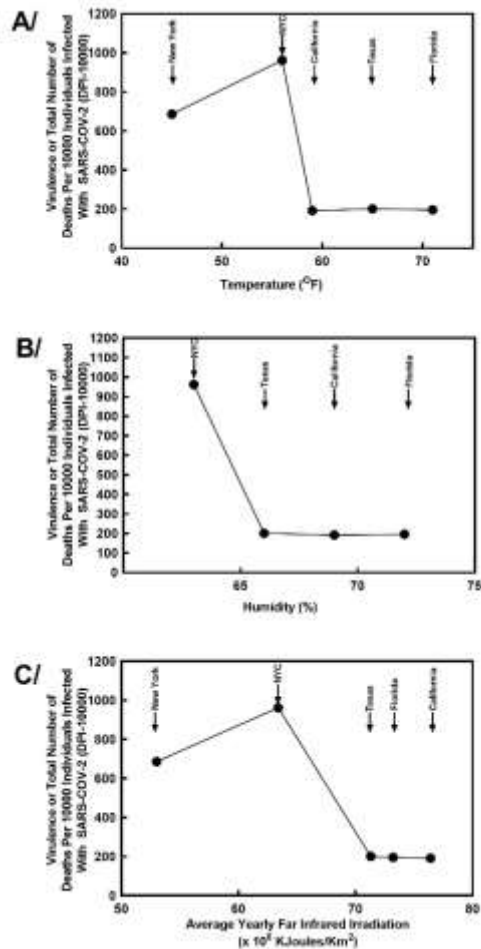 A/
Virulence or Total Number of
Deaths Per 10000 Individuals Infected
With SARS-COV-2 (DPI-10000)
1200
1000
800
600
400
200
0
New York
NYC
California
Texas
Florida
40 50 60 70
Temperature (ºF)
B/
Virulence or Total Number of
Deaths Per 10000 Individuals Infected
With SARS-COV-2 (DPI-10000)
1200
1100
1000
900
800
700
600
500
400
300
200
100
0
NYC
Texas
California
Florida
65 70 75
Humidity (%)
C/
Virulence or Total Number of
Deaths Per 10000 Individuals Infected
With SARS-COV-2 (DPI-10000)
1200
1000
800
600
400
200
0
New York
NYC
Texas
Florida
California
50 60 70 80
Average Yearly Far Infrared Irradiation